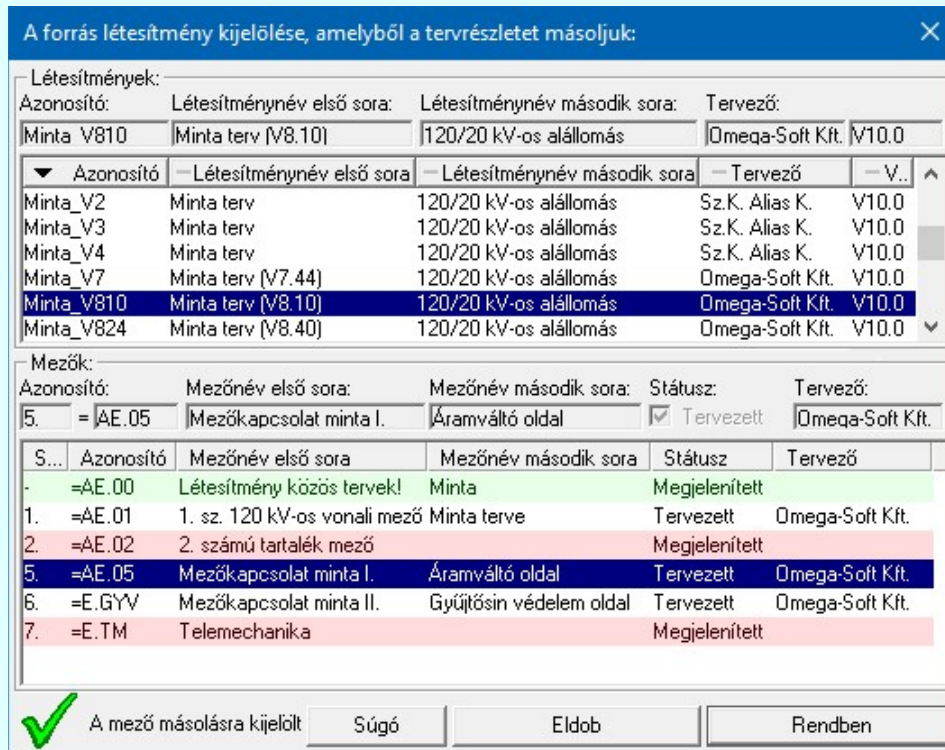 A forrás létesítmény kijelölése, amelyből a tervrészletet másoljuk:
Létesítmények:
Azonosító: Létesítménynév első sora: Létesítménynév második sora: Tervező:
Minta_V810 Minta terv (V8.10) 120/20 kV-os alállomás Omega-Soft Kft. V10.0
Azonosító Létesítménynév első sora Létesítménynév második sora Tervező V...
Minta_V2 Minta terv 120/20 kV-os alállomás Sz.K. Alias K. V10.0
Minta_V3 Minta terv 120/20 kV-os alállomás Sz.K. Alias K. V10.0
Minta_V4 Minta terv 120/20 kV-os alállomás Sz.K. Alias K. V10.0
Minta_V7 Minta terv (V7.44) 120/20 kV-os alállomás Omega-Soft Kft. V10.0
Minta_V810 Minta terv (V8.10) 120/20 kV-os alállomás Omega-Soft Kft. V10.0
Minta_V824 Minta terv (V8.40) 120/20 kV-os alállomás Omega-Soft Kft. V10.0
Mezők:
Azonosító: Mezőnév első sora: Mezőnév második sora: Státusz: Tervező:
5. = AE.05 Mezőkapcsolat minta I. Áramváltó oldal Tervezett Omega-Soft Kft.
S... Azonosító Mezőnév első sora Mezőnév második sora Státusz Tervező
- =AE.00 Létesítmény közös tervek! Minta Megjelenített
1. =AE.01 1. sz. 120 kV-os vonali mező Minta terve Tervezett Omega-Soft Kft.
2. =AE.02 2. számú tartalék mező Megjelenített
5. =AE.05 Mezőkapcsolat minta I. Áramváltó oldal Tervezett Omega-Soft Kft.
6. =E.GYV Mezőkapcsolat minta II. Gyűjtősin védelem oldal Tervezett Omega-Soft Kft.
7. =E.TM Telemechanika Megjelenített
A mező másolásra kijelölt Súgó Eldob Rendben